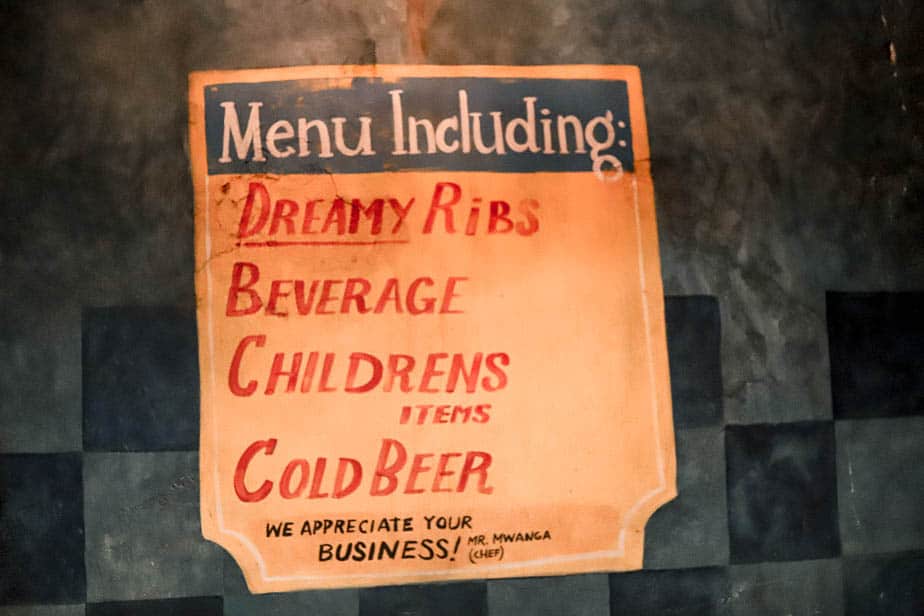 Menu Including:
DREAMY RiBS
BEVERAGE
CHILDRENS
ITEMS
COLD BEER
WE APPRECIATE YOUR
BUSINESS! MR. MWANGA
(CHEF)